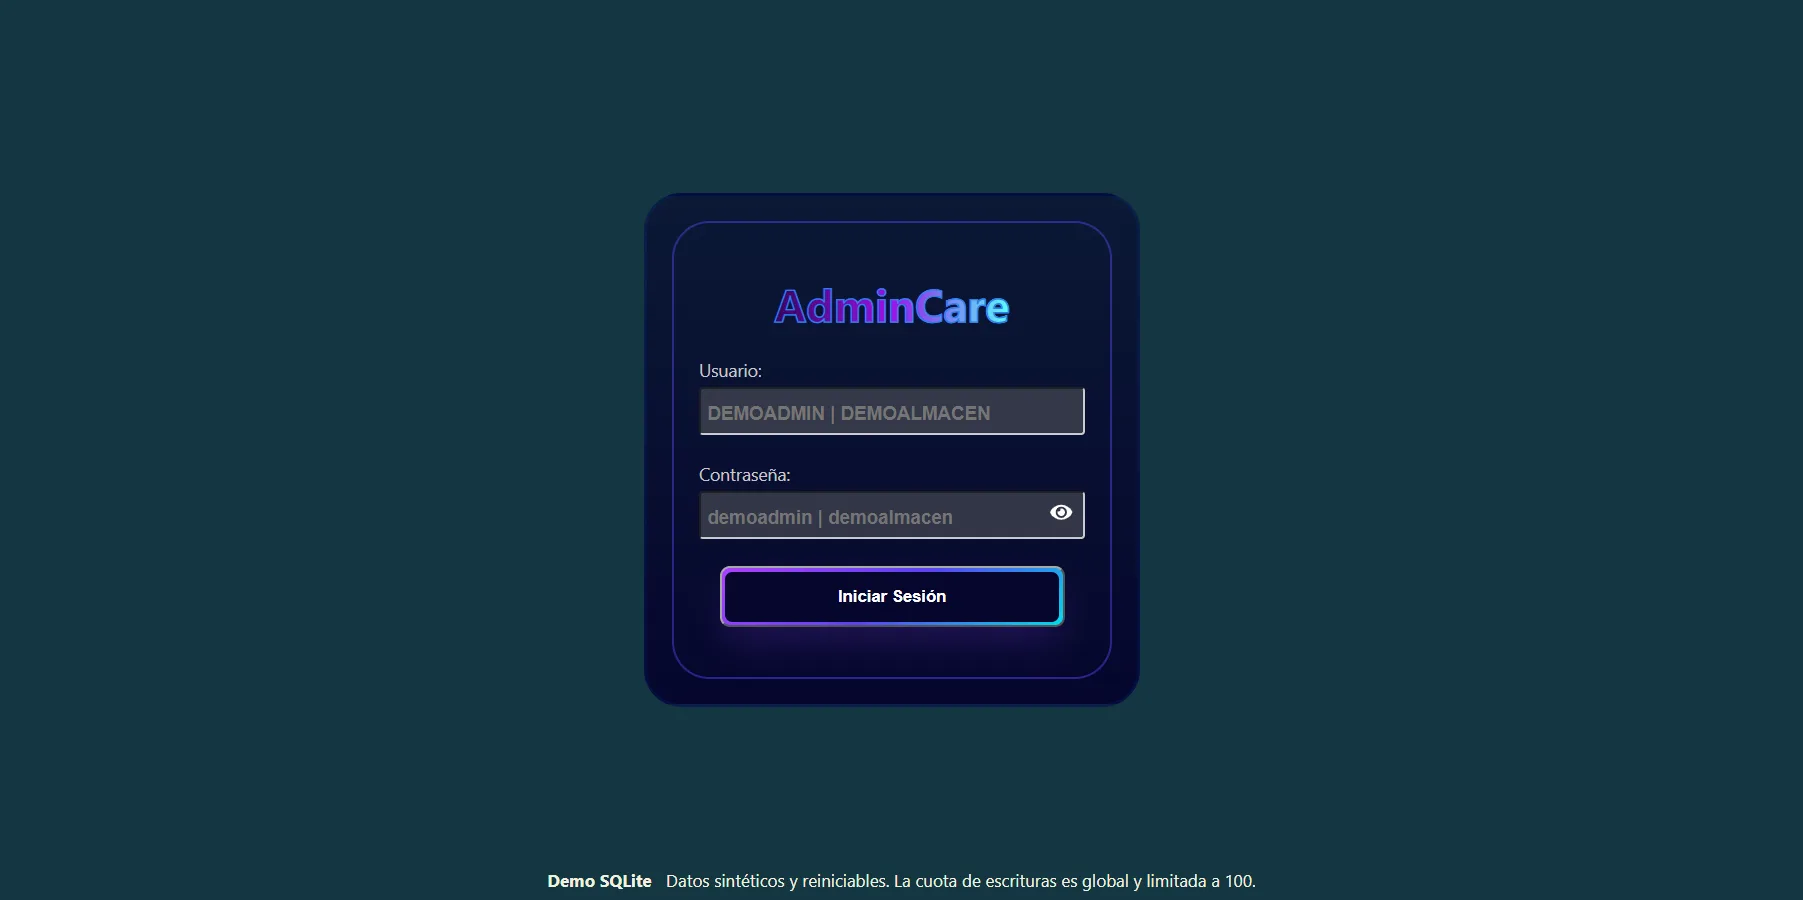 AdminCare
Usuario:
DEMOADMIN | DEMOALMACEN
Contraseña:
demoadmin | demoalmacen
Iniciar Sesión
Demo SQLite Datos sintéticos y reiniciables. La cuota de escrituras es global y limitada a 100.